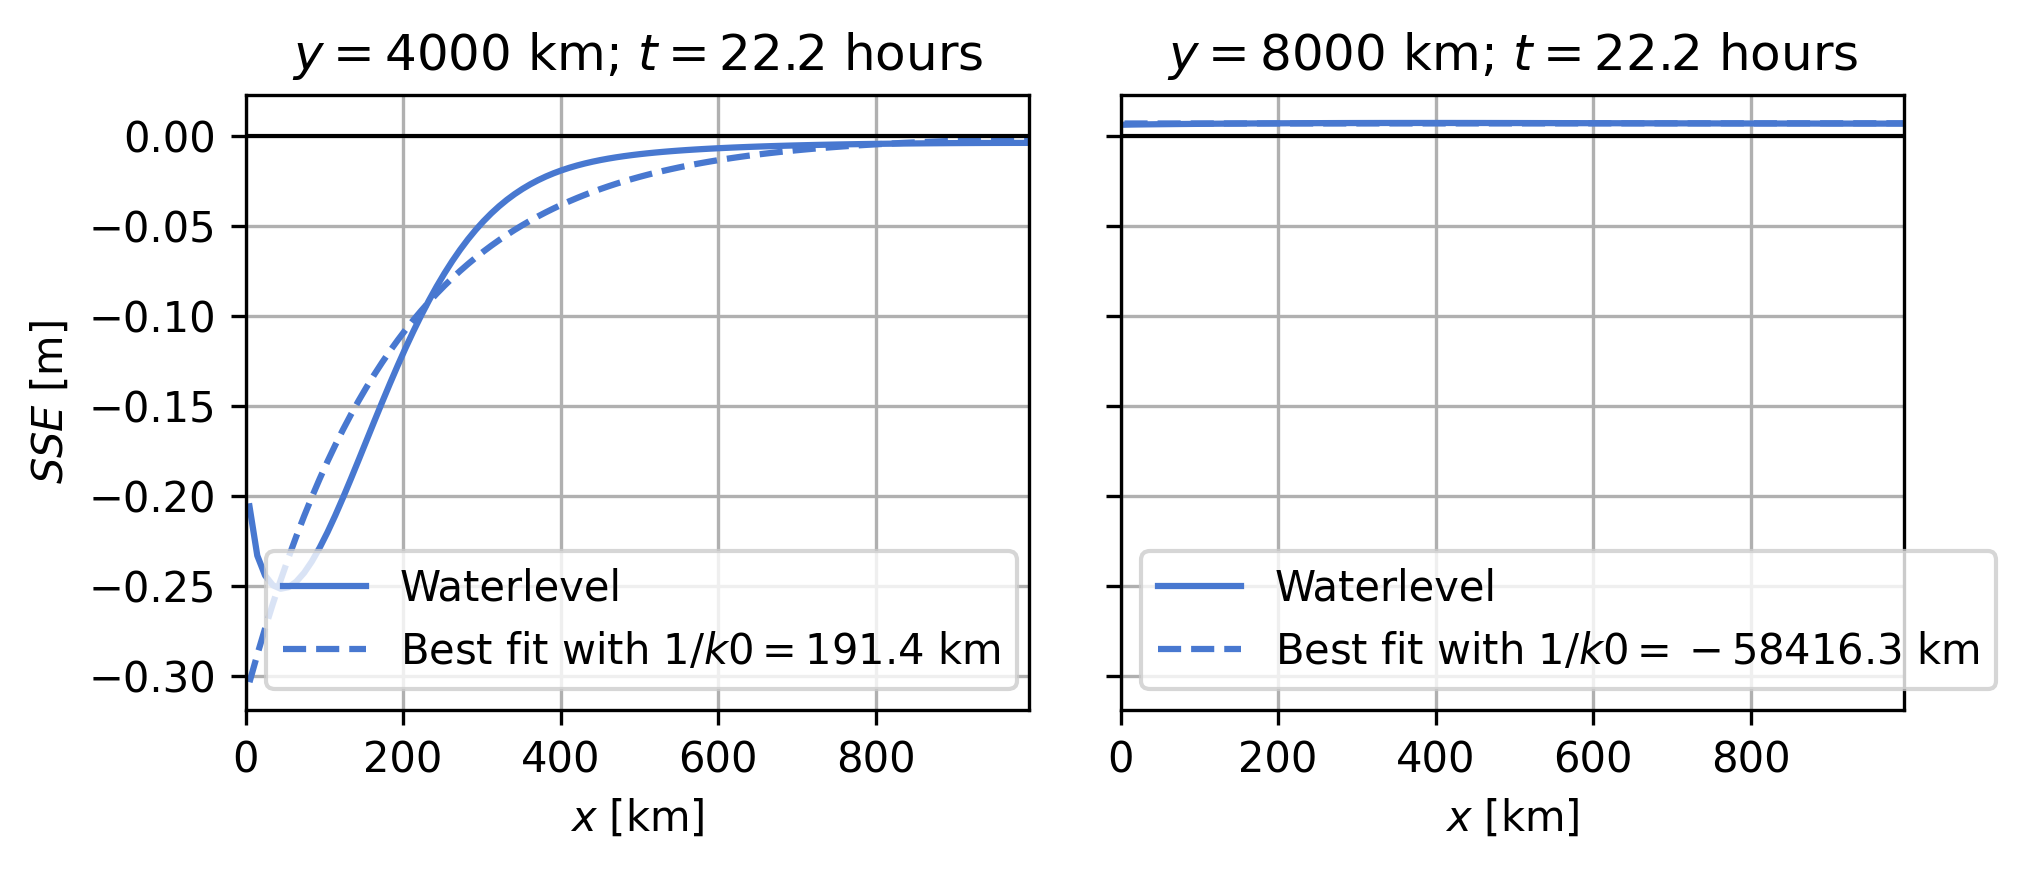 y = 4000 km; t = 22.2 hours
0.00
−0.05
−0.10
−0.15
−0.20
−0.25
−0.30
SSE [m]
Waterlevel
Best fit with 1/k0 = 191.4 km
0 200 400 600 800
x [km]
y = 8000 km; t = 22.2 hours
Waterlevel
Best fit with 1/k0 = −58416.3 km
0 200 400 600 800
x [km]